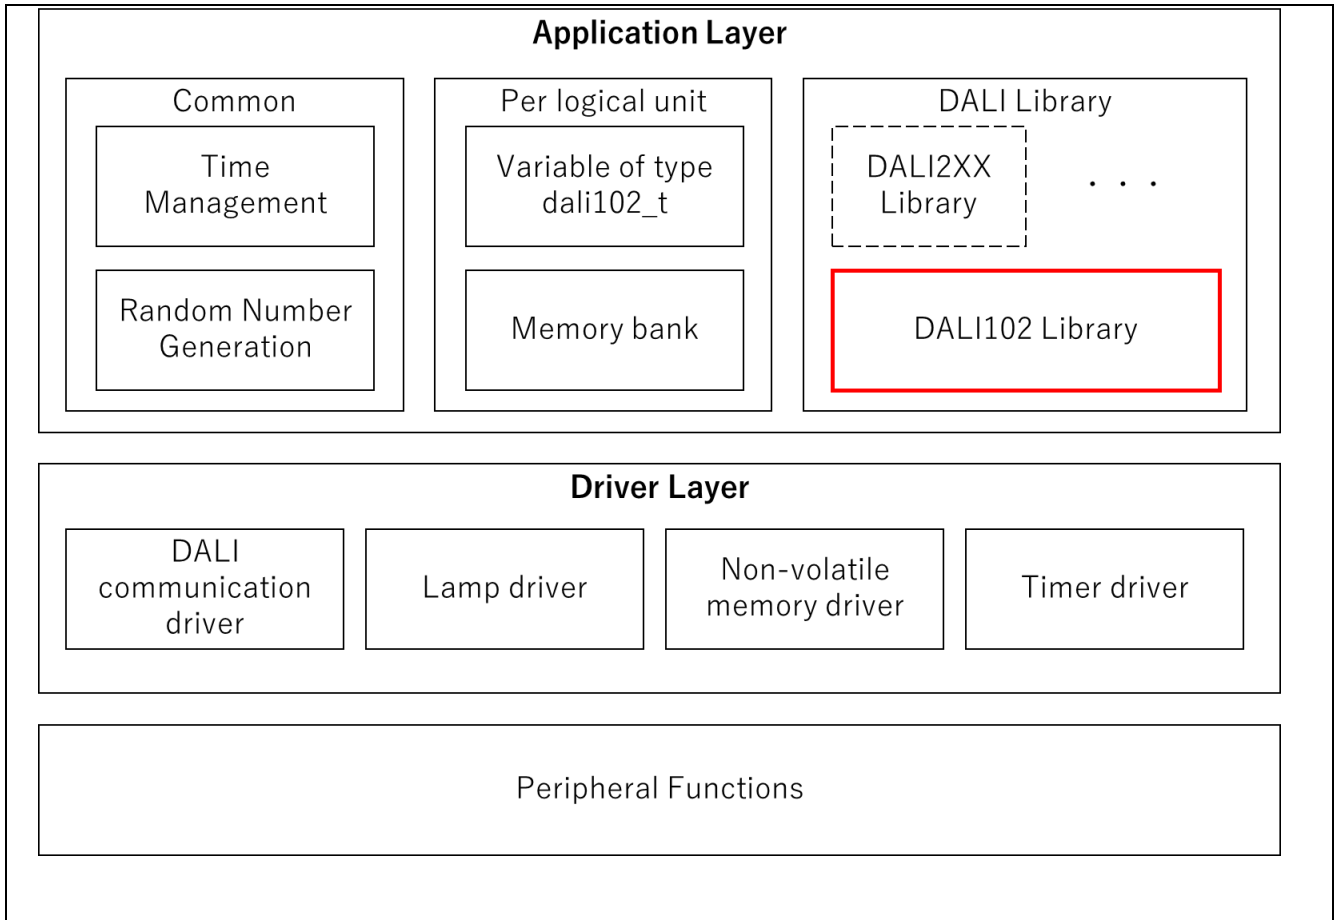 Application Layer
Common
Time
Management
Random Number
Generation
Per logical unit
Variable of type
dali102_t
Memory bank
DALI Library
DALI2XX
Library
· · ·
DALI102 Library
Driver Layer
DALI
communication
driver
Lamp driver
Non-volatile
memory driver
Timer driver
Peripheral Functions